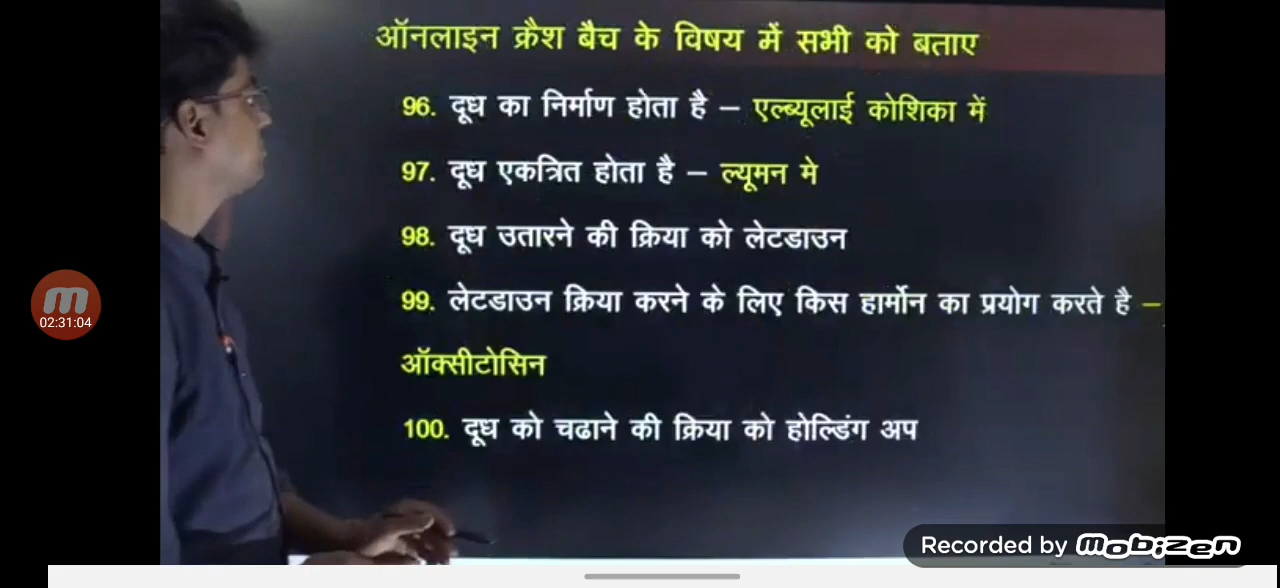 ऑनलाइन क्रैश बैच के विषय में सभी को बताए
96. दूध का निर्माण होता है – एल्ब्यूलाई कोशिका में
97. दूध एकत्रित होता है – ल्यूमन मे
98. दूध उतारने की क्रिया को लेटडाउन
99. लेटडाउन क्रिया करने के लिए किस हार्मोन का प्रयोग करते है –
ऑक्सीटोसिन
100. दूध को चढाने की क्रिया को होल्डिंग अप
02:31:04
Recorded by Mobizen